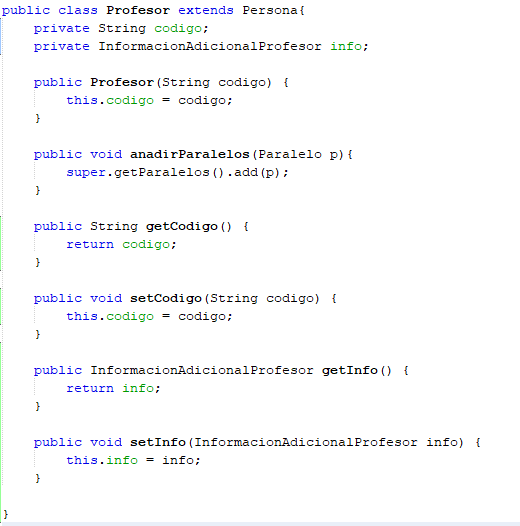 public class Profesor extends Persona{
    private String codigo;
    private InformacionAdicionalProfesor info;

    public Profesor(String codigo) {
        this.codigo = codigo;
    }

    public void anadirParalelos(Paralelo p){
        super.getParalelos().add(p);
    }

    public String getCodigo() {
        return codigo;
    }

    public void setCodigo(String codigo) {
        this.codigo = codigo;
    }

    public InformacionAdicionalProfesor getInfo() {
        return info;
    }

    public void setInfo(InformacionAdicionalProfesor info) {
        this.info = info;
    }

}